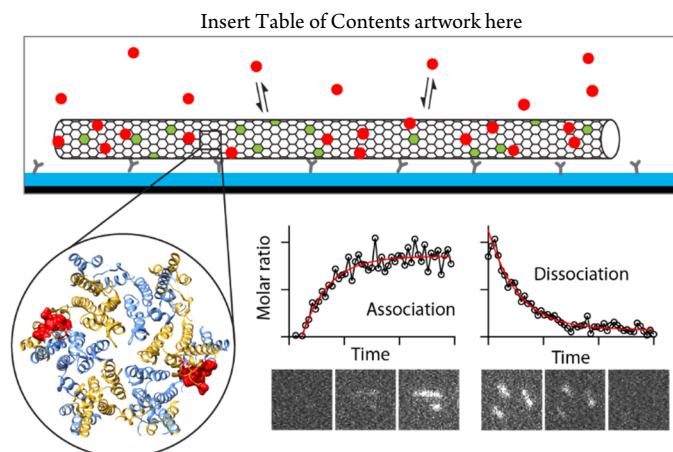 Insert Table of Contents artwork here
Molar ratio
Association
Time
Dissociation
Time